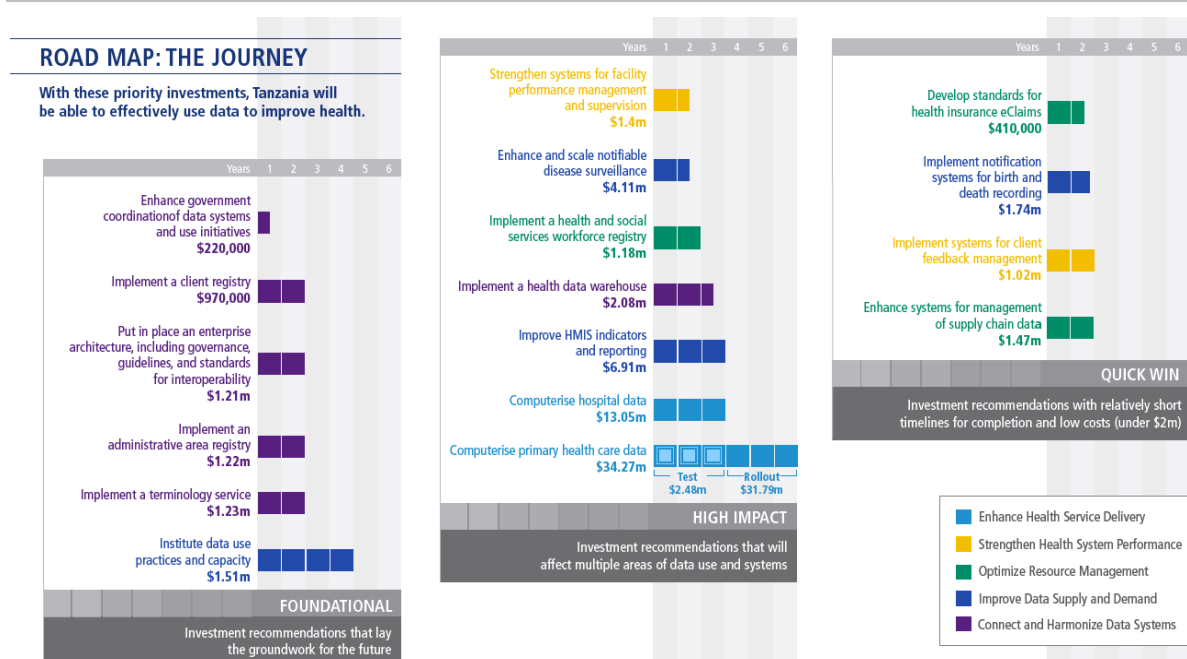 ROAD MAP: THE JOURNEY
With these priority investments, Tanzania will
be able to effectively use data to improve health.
Years 1 2 3 4 5 6
Enhance government
coordinationof data systems
and use initiatives
$220,000
Implement a client registry
$970,000
Put in place an enterprise
architecture, including governance,
guidelines, and standards
for interoperability
$1.21m
Implement an
administrative area registry
$1.22m
Implement a terminology service
$1.23m
Institute data use
practices and capacity
$1.51m
FOUNDATIONAL
Investment recommendations that lay
the groundwork for the future
Years 1 2 3 4 5 6
Strengthen systems for facility
performance management
and supervision
$1.4m
Enhance and scale notifiable
disease surveillance
$4.11m
Implement a health and social
services workforce registry
$1.18m
Implement a health data warehouse
$2.08m
Improve HMIS indicators
and reporting
$6.91m
Computerise hospital data
$13.05m
Computerise primary health care data
$34.27m
Test
$2.48m
Rollout
$31.79m
HIGH IMPACT
Investment recommendations that will
affect multiple areas of data use and systems
Years 1 2 3 4 5 6
Develop standards for
health insurance eClaims
$410,000
Implement notification
systems for birth and
death recording
$1.74m
Implement systems for client
feedback management
$1.02m
Enhance systems for management
of supply chain data
$1.47m
QUICK WIN
Investment recommendations with relatively short
timelines for completion and low costs (under $2m)
Enhance Health Service Delivery
Strengthen Health System Performance
Optimize Resource Management
Improve Data Supply and Demand
Connect and Harmonize Data Systems